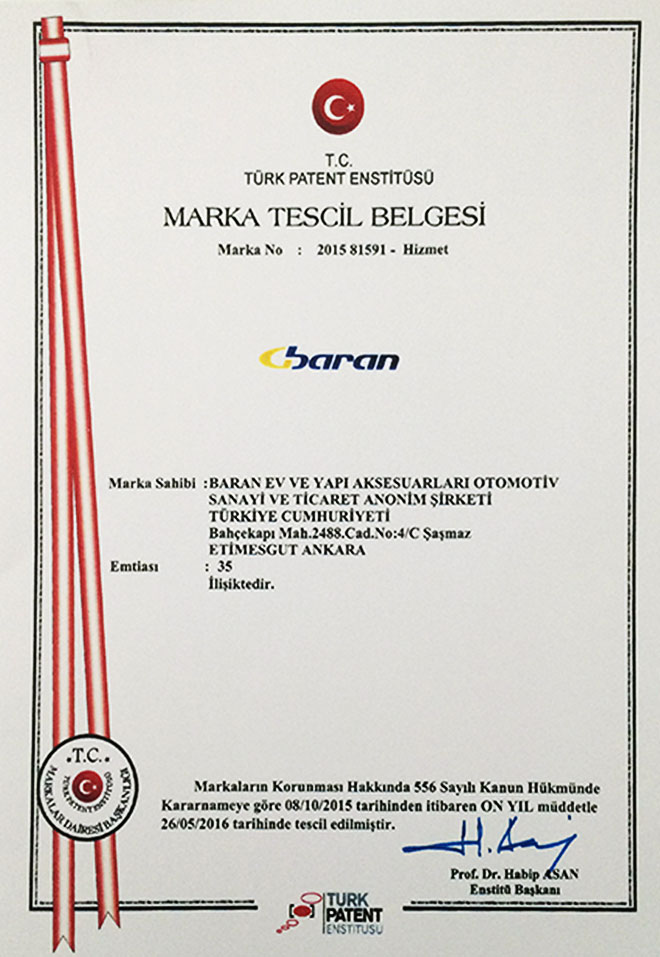 T.C.
TÜRK PATENT ENSTİTÜSÜ
MARKA TESCİL BELGESİ
Marka No : 2015 81591 - Hizmet
baran
Marka Sahibi :BARAN EV VE YAPI AKSESUARLARI OTOMOTİV
SANAYİ VE TİCARET ANONİM ŞİRKETİ
TÜRKİYE CUMHURİYETİ
Bahçekapı Mah.2488.Cad.No:4/C Şaşmaz
ETİMESGUT ANKARA
Emtiası : 35
İlişiktedir.
.T.C..
TÜRK PATENT ENSTİTÜSÜ
MARKALAR DAİRESİ BAŞKANLIĞI
Markaların Korunması Hakkında 556 Sayılı Kanun Hükmünde
Kararnameye göre 08/10/2015 tarihinden itibaren ON YIL müddetle
26/05/2016 tarihinde tescil edilmiştir.
Prof. Dr. Habip ASAN
Enstitü Başkanı
TÜRK
PATENT
ENSTİTÜSÜ